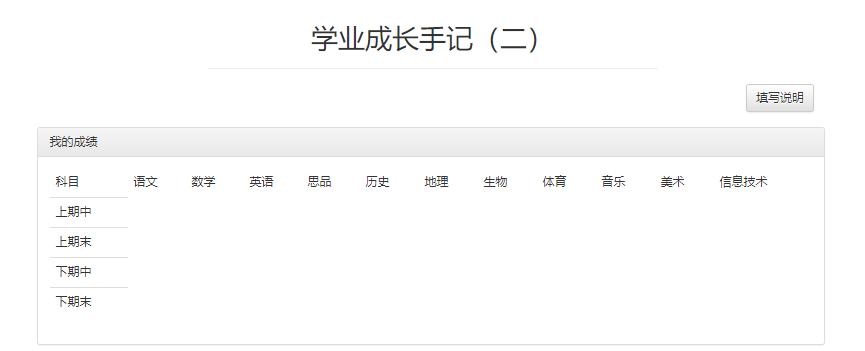 学业成长手记（二）
填写说明
我的成绩
科目 语文 数学 英语 思品 历史 地理 生物 体育 音乐 美术 信息技术
上期中
上期末
下期中
下期末